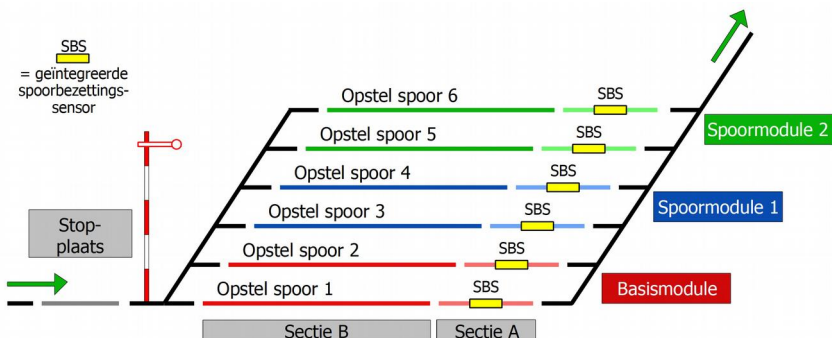 SBS
= geïntegreerde
spoorbezettings-
sensor
Opstel spoor 6
SBS
Opstel spoor 5
SBS
Spoormodule 2
Opstel spoor 4
SBS
Spoormodule 1
Stop-
plaats
Opstel spoor 3
SBS
Opstel spoor 2
SBS
Opstel spoor 1
SBS
Basismodule
Sectie B
Sectie A